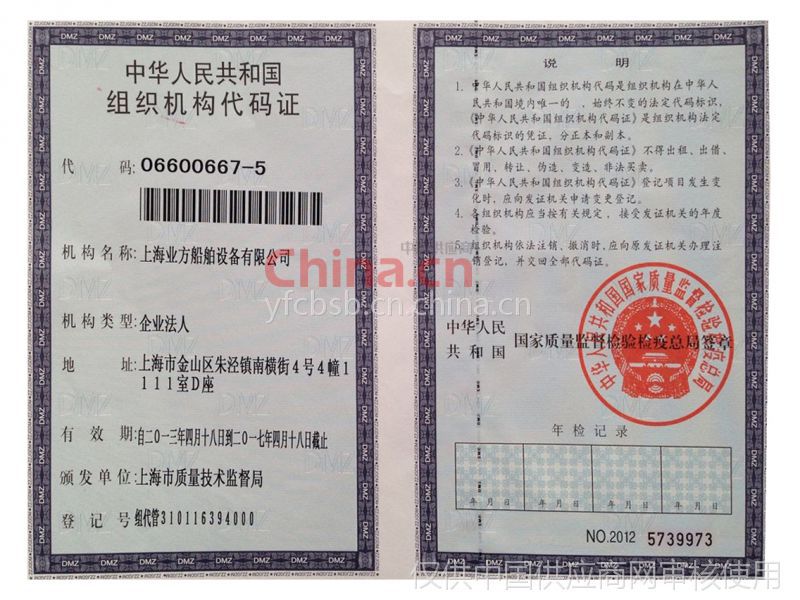 中华人民共和国
组织机构代码证
代 码: 06600667-5
机构名称: 上海业方船舶设备有限公司
机构类型: 企业法人
地 址: 上海市金山区朱泾镇南横街4号4幢1
111室D座
有 效 期: 自二0一三年四月十八日到二0一七年四月十八日截止
颁发单位: 上海市质量技术监督局
登 记 号 组代管310116394000
说 明
1. 中华人民共和国组织机构代码是组织机构在中华人
民共和国境内唯一的 、始终不变的法定代码标识,
《中华人民共和国组织机构代码证》是组织机构法定
代码标识的凭证, 分正本和副本。
2.《中华人民共和国组织机构代码证》不得出租、出借、
冒用、转让、伪造、变造、非法买卖。
3.《中华人民共和国组织机构代码证》登记项目发生变
化时, 应向发证机关申请变更登记。
4. 各组织机构应当按有关规定, 接受发证机关的年度
检验。
5. 组织机构依法注销、撤消时, 应向原发证机关办理注
销登记, 并交回全部代码证。
中华人民
共和国
国家质量监督检验检疫总局签章
中华人民共和国国家质量监督检验检疫总局
年检记录
年 月 日 年 月 日 年 月 日 年 月 日
NO.2012 5739973
China.cn
yfcbsb.cn.china.cn
仅供中国供应商网审核使用